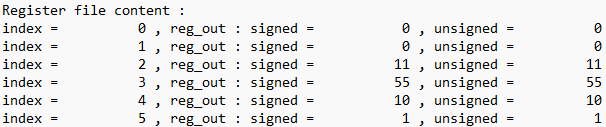 Register file content :
index =          0 , reg_out : signed =          0 , unsigned =          0
index =          1 , reg_out : signed =          0 , unsigned =          0
index =          2 , reg_out : signed =         11 , unsigned =         11
index =          3 , reg_out : signed =         55 , unsigned =         55
index =          4 , reg_out : signed =         10 , unsigned =         10
index =          5 , reg_out : signed =          1 , unsigned =          1